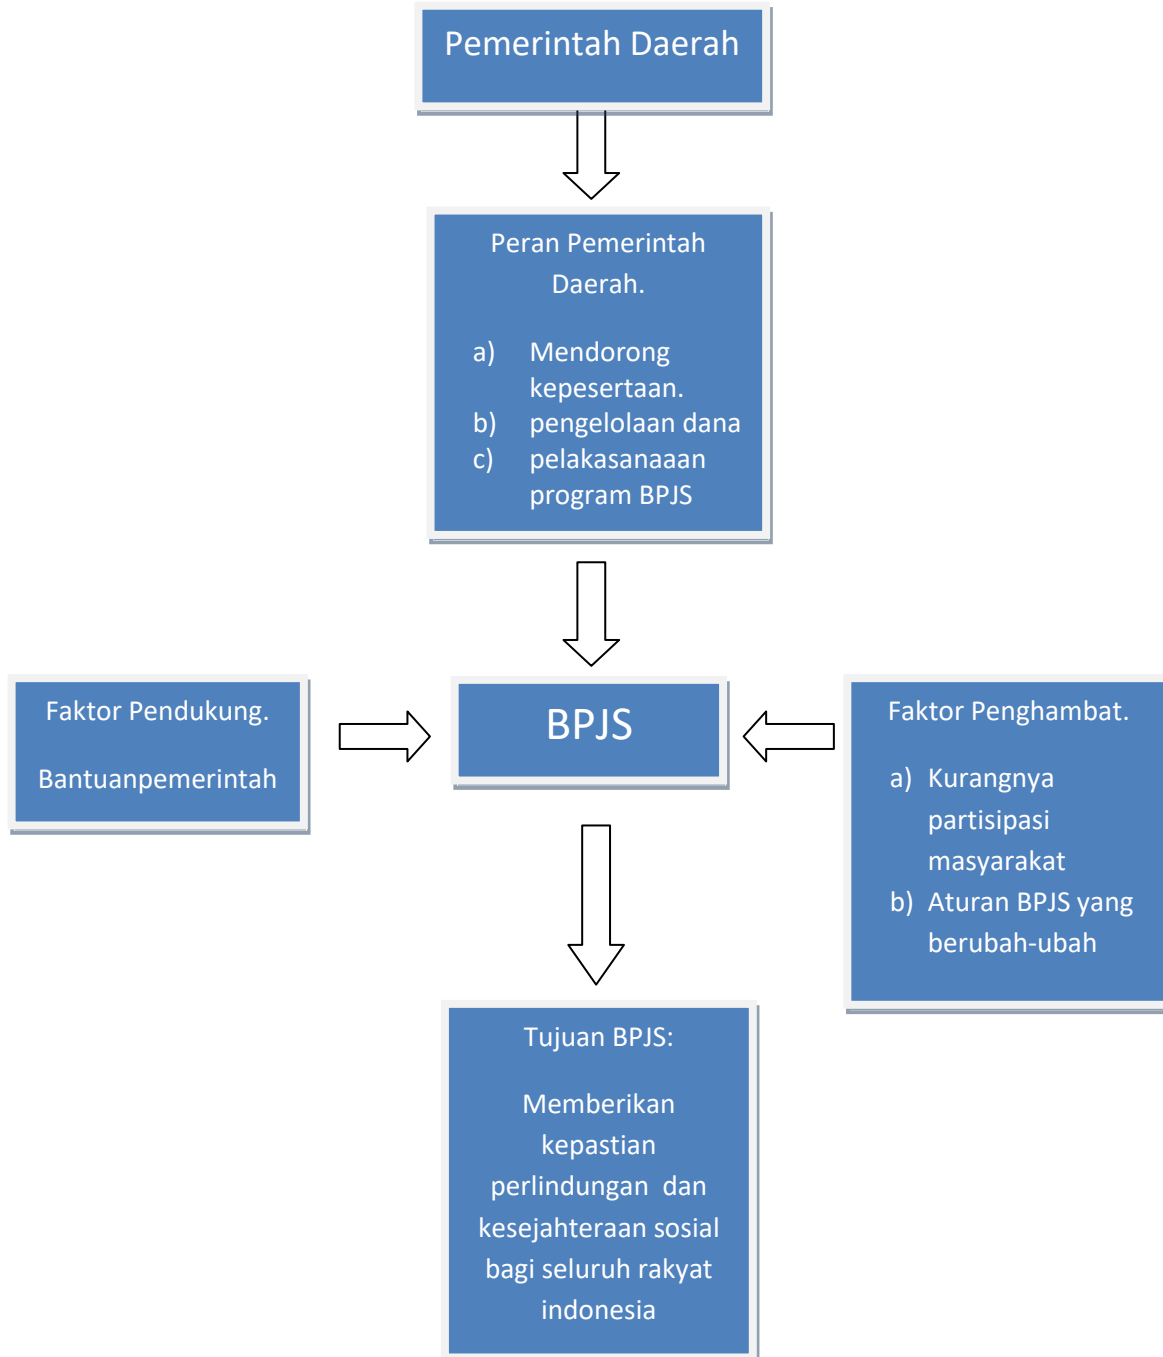 Pemerintah Daerah
Peran Pemerintah
Daerah.
a) Mendorong
kepesertaan.
b) pengelolaan dana
c) pelakasanaaan
program BPJS
Faktor Pendukung.
Bantuanpemerintah
BPJS
Faktor Penghambat.
a) Kurangnya
partisipasi
masyarakat
b) Aturan BPJS yang
berubah-ubah
Tujuan BPJS:
Memberikan
kepastian
perlindungan dan
kesejahteraan sosial
bagi seluruh rakyat
indonesia